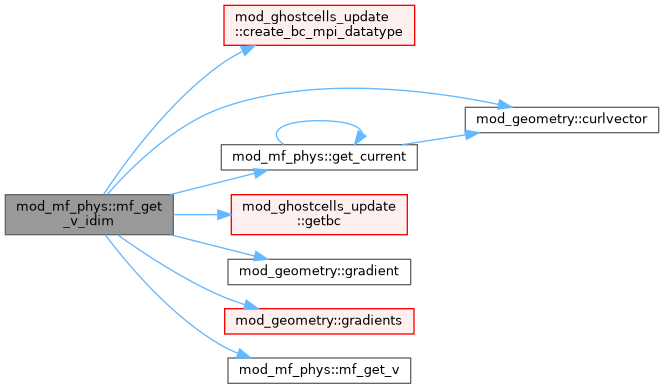 mod_ghostcells_update
::create_bc_mpi_datatype
mod_geometry::curlvector
mod_mf_phys::get_current
mod_mf_phys::mf_get
_v_idim
mod_ghostcells_update
::getbc
mod_geometry::gradient
mod_geometry::gradients
mod_mf_phys::mf_get_v